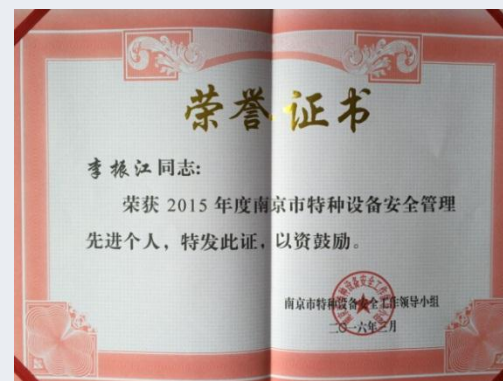 荣誉证书
李振江同志:
荣获 2015 年度南京市特种设备安全管理
先进个人，特发此证，以资鼓励。
南京市特种设备安全工作领导小组
二〇一六年三月